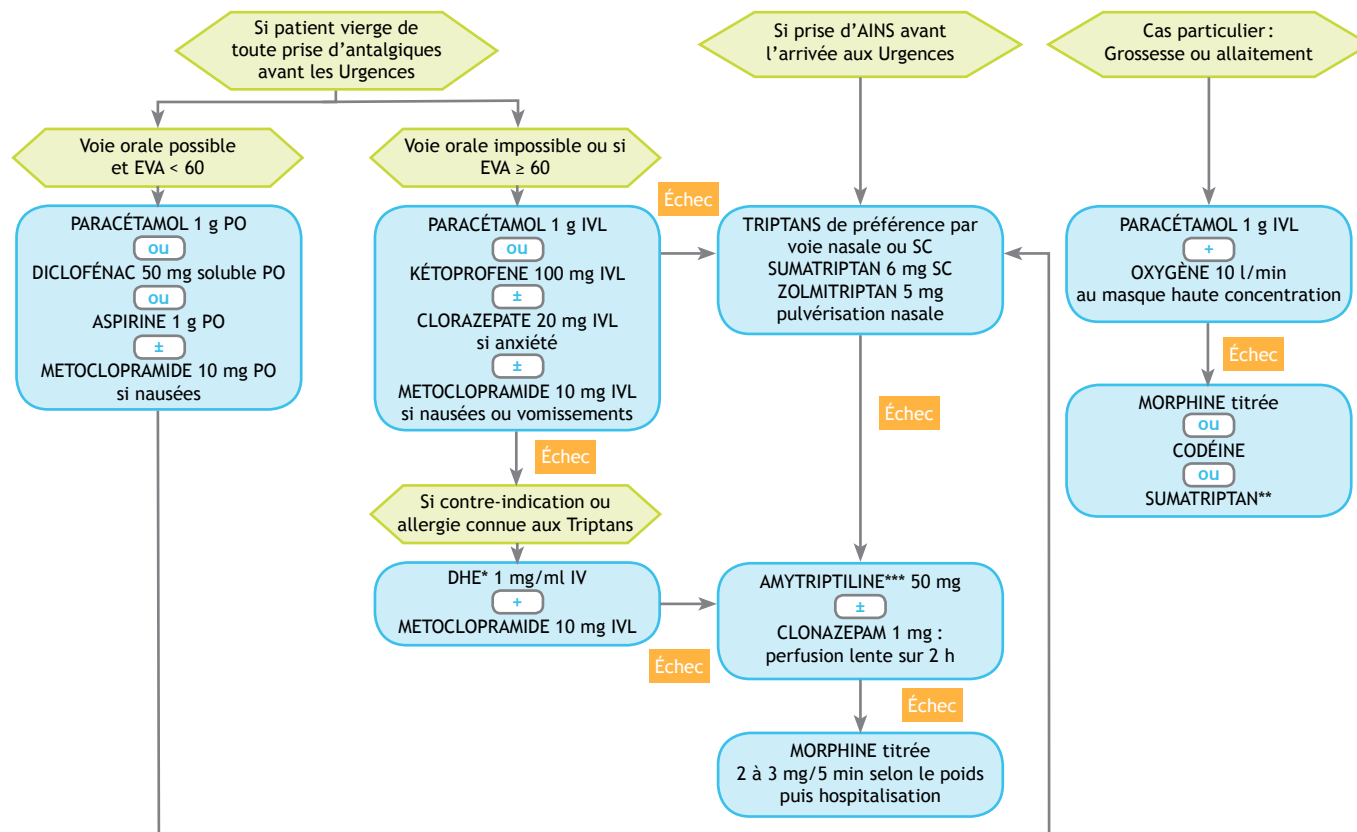 Si patient vierge de
toute prise d’antalgiques
avant les Urgences
Si prise d’AINS avant
l’arrivée aux Urgences
Cas particulier :
Grossesse ou allaitement
Voie orale possible
et EVA < 60
Voie orale impossible ou si
EVA ≥ 60
PARACÉTAMOL 1 g PO
ou
DICLOFÉNAC 50 mg soluble PO
ou
ASPIRINE 1 g PO
±
METOCLOPRAMIDE 10 mg PO
si nausées
PARACÉTAMOL 1 g IVL
ou
KÉTOPROFENE 100 mg IVL
±
CLORAZEPATE 20 mg IVL
si anxiété
±
METOCLOPRAMIDE 10 mg IVL
si nausées ou vomissements
Échec
TRIPTANS de préférence par
voie nasale ou SC
SUMATRIPTAN 6 mg SC
ZOLMITRIPTAN 5 mg
pulvérisation nasale
PARACÉTAMOL 1 g IVL
+
OXYGÈNE 10 l/min
au masque haute concentration
Échec
MORPHINE titrée
ou
CODÉINE
ou
SUMATRIPTAN**
Échec
Échec
Si contre-indication ou
allergie connue aux Triptans
DHE* 1 mg/ml IV
+
METOCLOPRAMIDE 10 mg IVL
Échec
AMYTRIPTILINE*** 50 mg
±
CLONAZEPAM 1 mg :
perfusion lente sur 2 h
Échec
MORPHINE titrée
2 à 3 mg/5 min selon le poids
puis hospitalisation